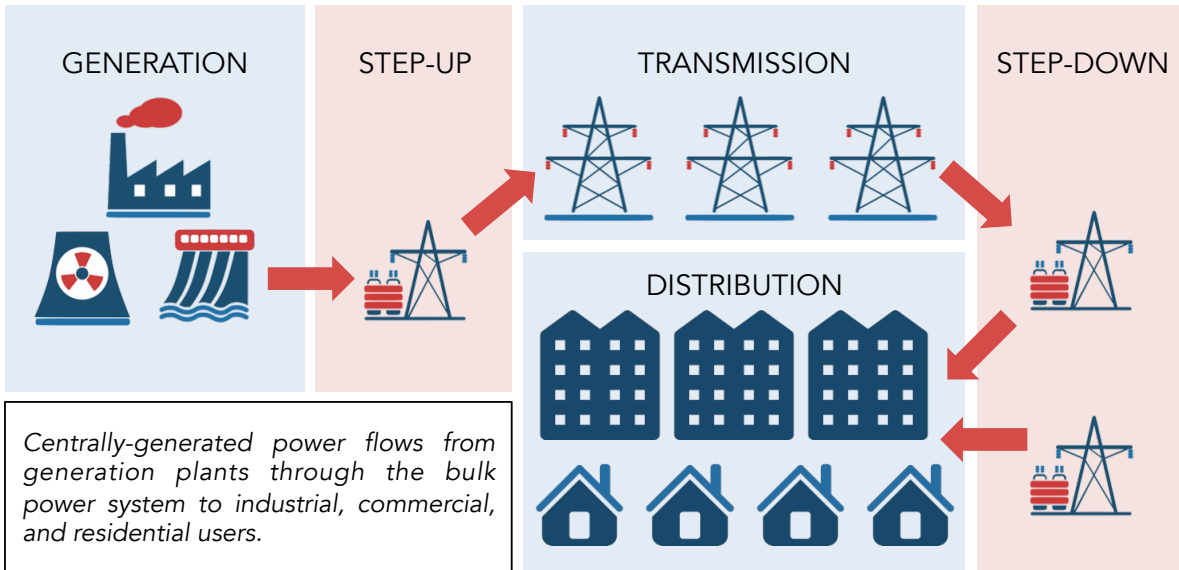 GENERATION
STEP-UP
TRANSMISSION
STEP-DOWN
DISTRIBUTION
Centrally-generated power flows from
generation plants through the bulk
power system to industrial, commercial,
and residential users.